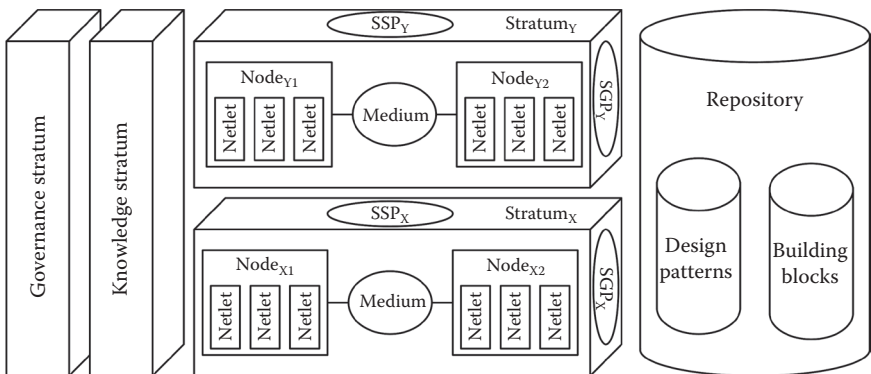 Governance stratum
Knowledge stratum
SSP_Y
Stratum_Y
SGP_Y
Node_Y1
Netlet
Netlet
Netlet
Medium
Node_Y2
Netlet
Netlet
Netlet
SSP_X
Stratum_X
SGP_X
Node_X1
Netlet
Netlet
Netlet
Medium
Node_X2
Netlet
Netlet
Netlet
Repository
Design
patterns
Building
blocks